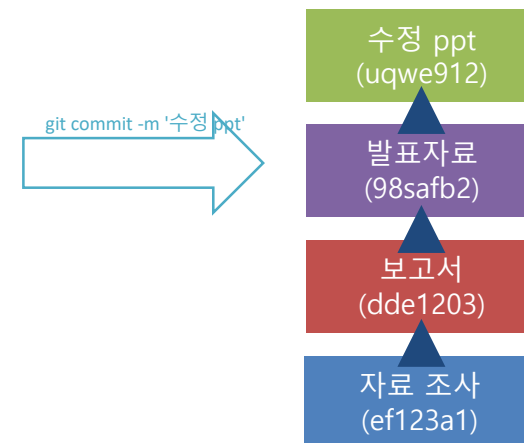 수정 ppt
(uqwe912)
git commit -m '수정 ppt'
발표자료
(98safb2)
보고서
(dde1203)
자료 조사
(ef123a1)